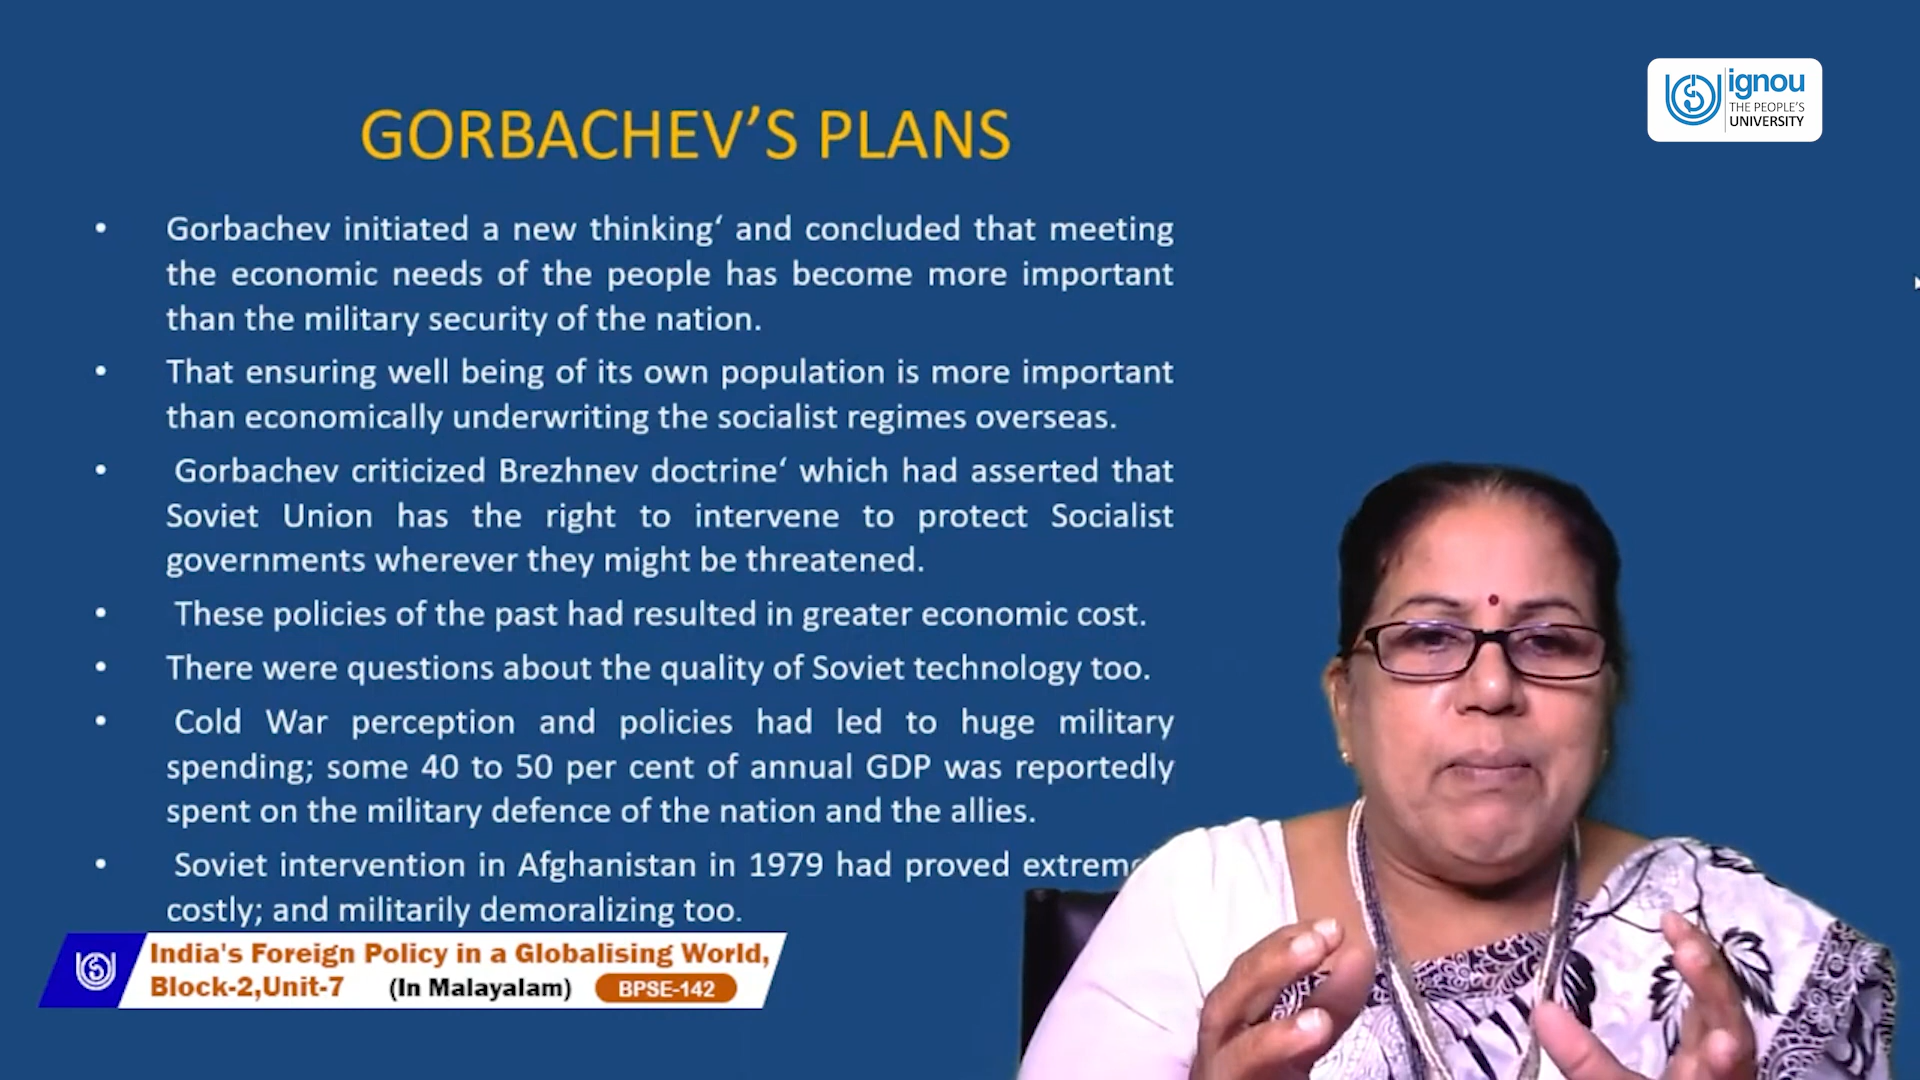 ignou
THE PEOPLE'S
UNIVERSITY
GORBACHEV’S PLANS
• Gorbachev initiated a new thinking‘ and concluded that meeting
the economic needs of the people has become more important
than the military security of the nation.
• That ensuring well being of its own population is more important
than economically underwriting the socialist regimes overseas.
• Gorbachev criticized Brezhnev doctrine‘ which had asserted that
Soviet Union has the right to intervene to protect Socialist
governments wherever they might be threatened.
• These policies of the past had resulted in greater economic cost.
• There were questions about the quality of Soviet technology too.
• Cold War perception and policies had led to huge military
spending; some 40 to 50 per cent of annual GDP was reportedly
spent on the military defence of the nation and the allies.
• Soviet intervention in Afghanistan in 1979 had proved
costly; and militarily demoralizing too.
India's Foreign Policy in a Globalising World,
Block-2,Unit-7 (In Malayalam) BPSE-142